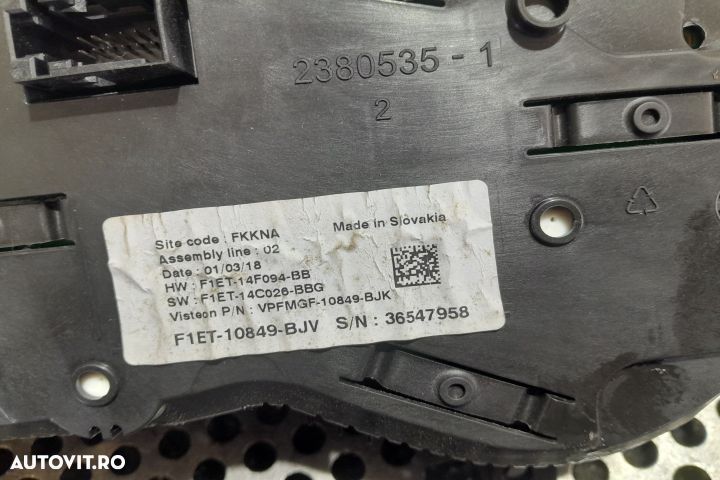 2380535-1
2
Site code : FKKNA
Made in Slovakia
Assembly line : 02
Date : 01/03/18
HW : F1ET-14F094-BB
SW : F1ET-14C026-BBG
Visteon P/N : VPFMGF-10849-BJK
F1ET-10849-BJV S/N : 36547958
AUTOVIT.RO